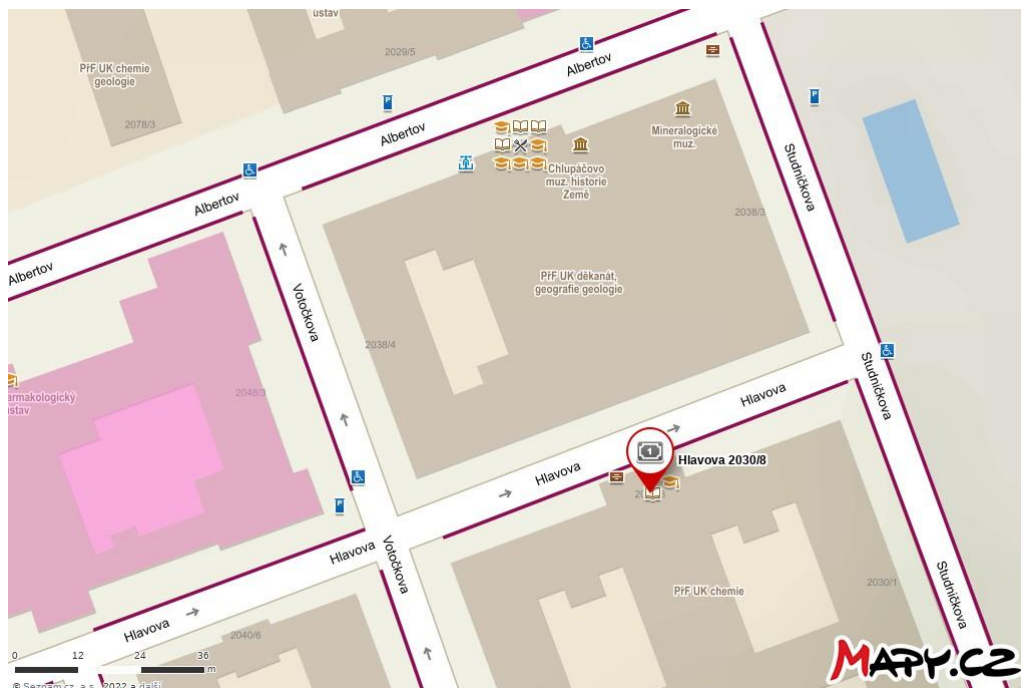 ústav
2029/5
PřF UK chemie
geologie
2078/3
Albertov
Albertov
Albertov
Albertov
Mineralogické
muz.
Chlupáčovo
muz. historie
Země
Studničkova
2038/3
PřF UK děkanát,
geografie geologie
Votočkova
2038/4
2048/3
armakologický
ústav
Studničkova
Hlavova
1
Hlavova 2030/8
Hlavova
Hlavova
Votočkova
PřF UK chemie
2030/1
Studničkova
Hlavova
2040/6
0 12 24 36
m
© Seznam.cz, a.s., 2022 a další
MAPY.CZ